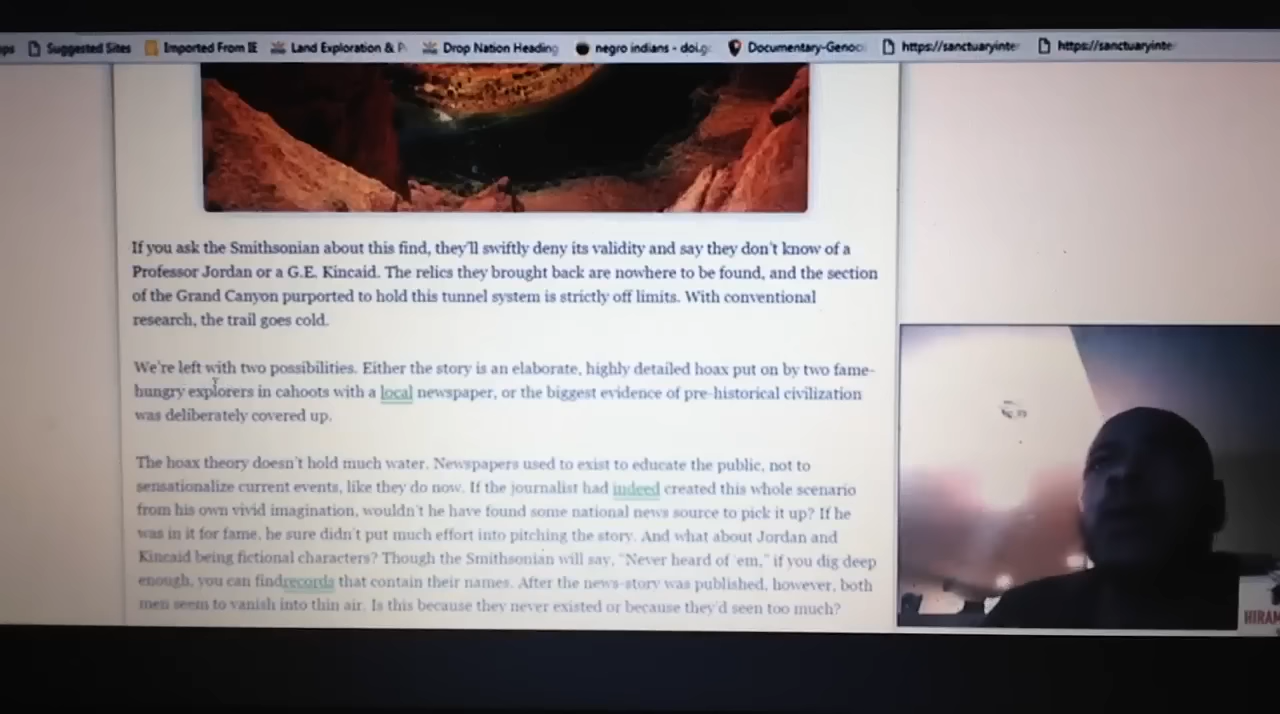 Suggested Sites Imported From IE Land Exploration & P Drop Nation Heading negro indians - doi.g Documentary-Genoc https://sanctuaryinte https://sanctuaryinte
If you ask the Smithsonian about this find, they'll swiftly deny its validity and say they don't know of a
Professor Jordan or a G.E. Kincaid. The relics they brought back are nowhere to be found, and the section
of the Grand Canyon purported to hold this tunnel system is strictly off limits. With conventional
research, the trail goes cold.
We're left with two possibilities. Either the story is an elaborate, highly detailed hoax put on by two fame-
hungry explorers in cahoots with a local newspaper, or the biggest evidence of pre-historical civilization
was deliberately covered up.
The hoax theory doesn't hold much water. Newspapers used to exist to educate the public, not to
sensationalize current events, like they do now. If the journalist had indeed created this whole scenario
from his own vivid imagination, wouldn't he have found some national news source to pick it up? If he
was in it for fame, he sure didn't put much effort into pitching the story. And what about Jordan and
Kincaid being fictional characters? Though the Smithsonian will say, "Never heard of 'em," if you dig deep
enough, you can findrecords that contain their names. After the news-story was published, however, both
men seem to vanish into thin air. Is this because they never existed or because they'd seen too much?
HIRAM